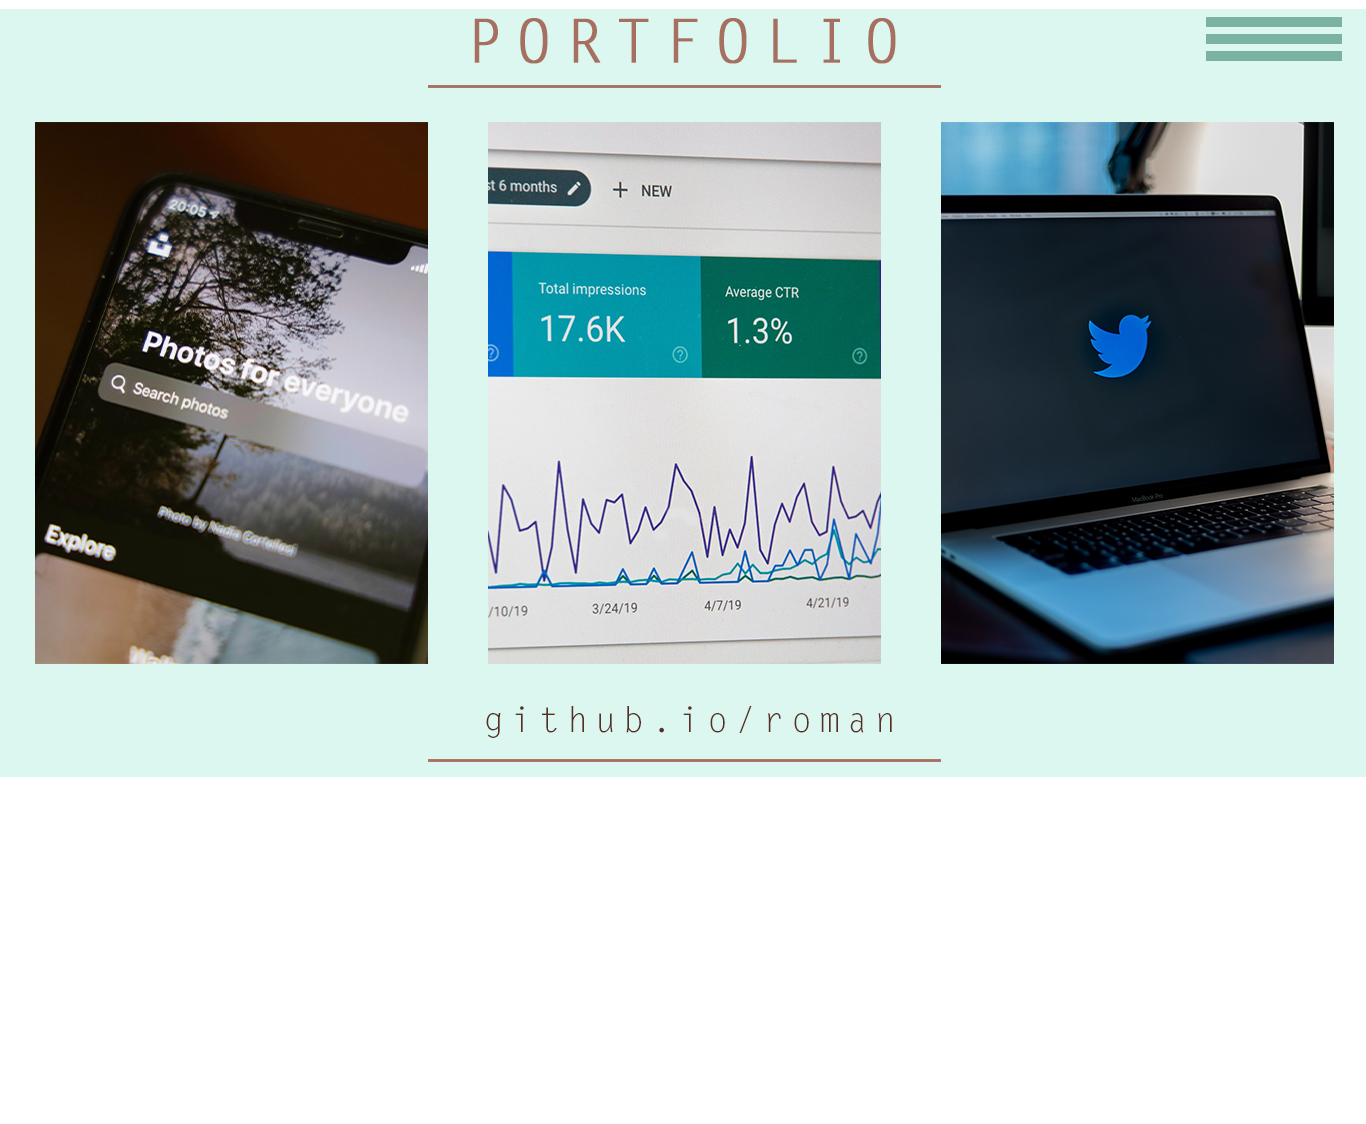 PORTFOLIO
20:05
Photos for everyone
Search photos
Photo by Nadia Cortellesi
Explore
st 6 months
NEW
Total impressions
17.6K
Average CTR
1.3%
/10/19
3/24/19
4/7/19
4/21/19
MacBook Pro
github.io/roman